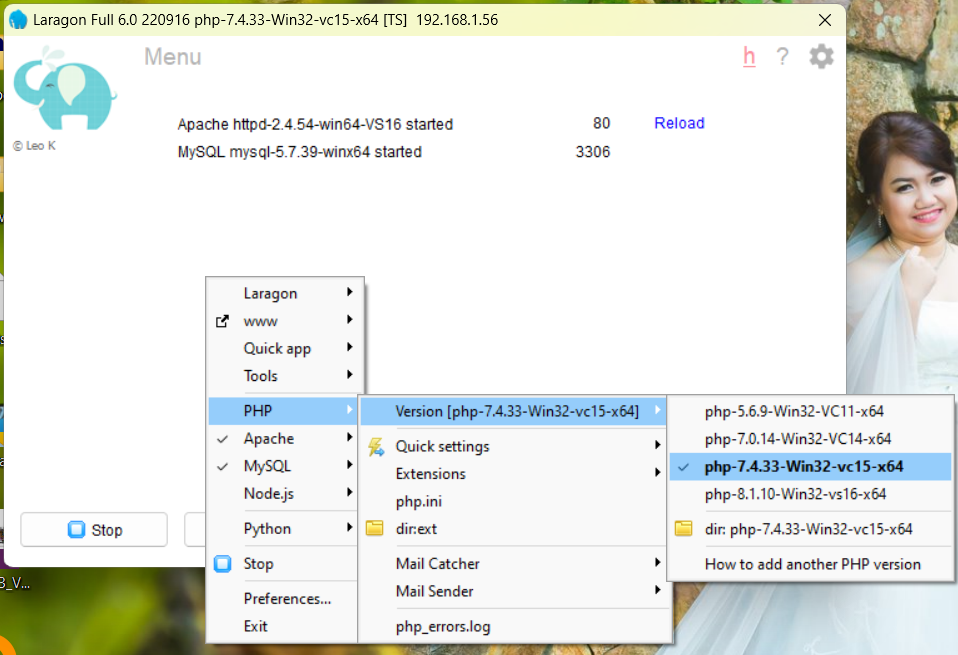 Laragon Full 6.0 220916 php-7.4.33-Win32-vc15-x64 [TS] 192.168.1.56
Menu
h
?
© Leo K
Apache httpd-2.4.54-win64-VS16 started 80 Reload
MySQL mysql-5.7.39-winx64 started 3306
Stop
Laragon
www
Quick app
Tools
PHP
Apache
MySQL
Node.js
Python
Stop
Preferences...
Exit
Version [php-7.4.33-Win32-vc15-x64]
Quick settings
Extensions
php.ini
dir:ext
Mail Catcher
Mail Sender
php_errors.log
php-5.6.9-Win32-VC11-x64
php-7.0.14-Win32-VC14-x64
php-7.4.33-Win32-vc15-x64
php-8.1.10-Win32-vs16-x64
dir: php-7.4.33-Win32-vc15-x64
How to add another PHP version